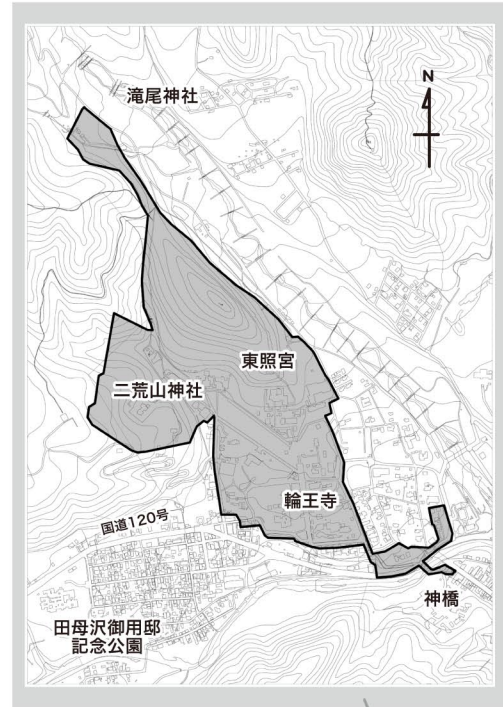 滝尾神社
N
東照宮
二荒山神社
輪王寺
国道120号
神橋
田母沢御用邸
記念公園